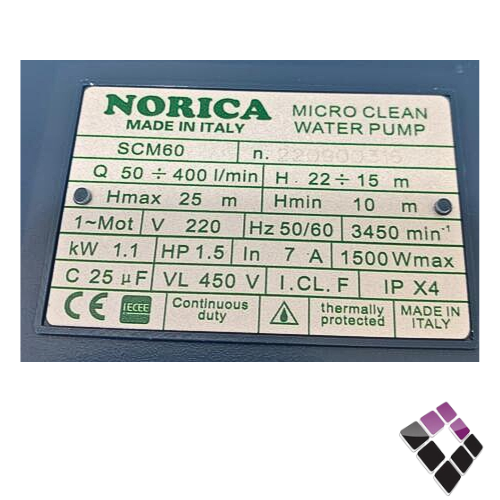 NORICA
MADE IN ITALY
MICRO CLEAN
WATER PUMP
SCM60 n.
Q 50 ÷ 400 l/min H. 22 ÷ 15 m
Hmax 25 m Hmin 10 m
1~Mot V 220 Hz 50/60 3450 min⁻¹
kW 1.1 HP 1.5 In 7 A 1500Wmax
C 25 µF VL 450 V I.CL.F IP X4
CE IECEE Continuous duty thermally protected MADE IN ITALY